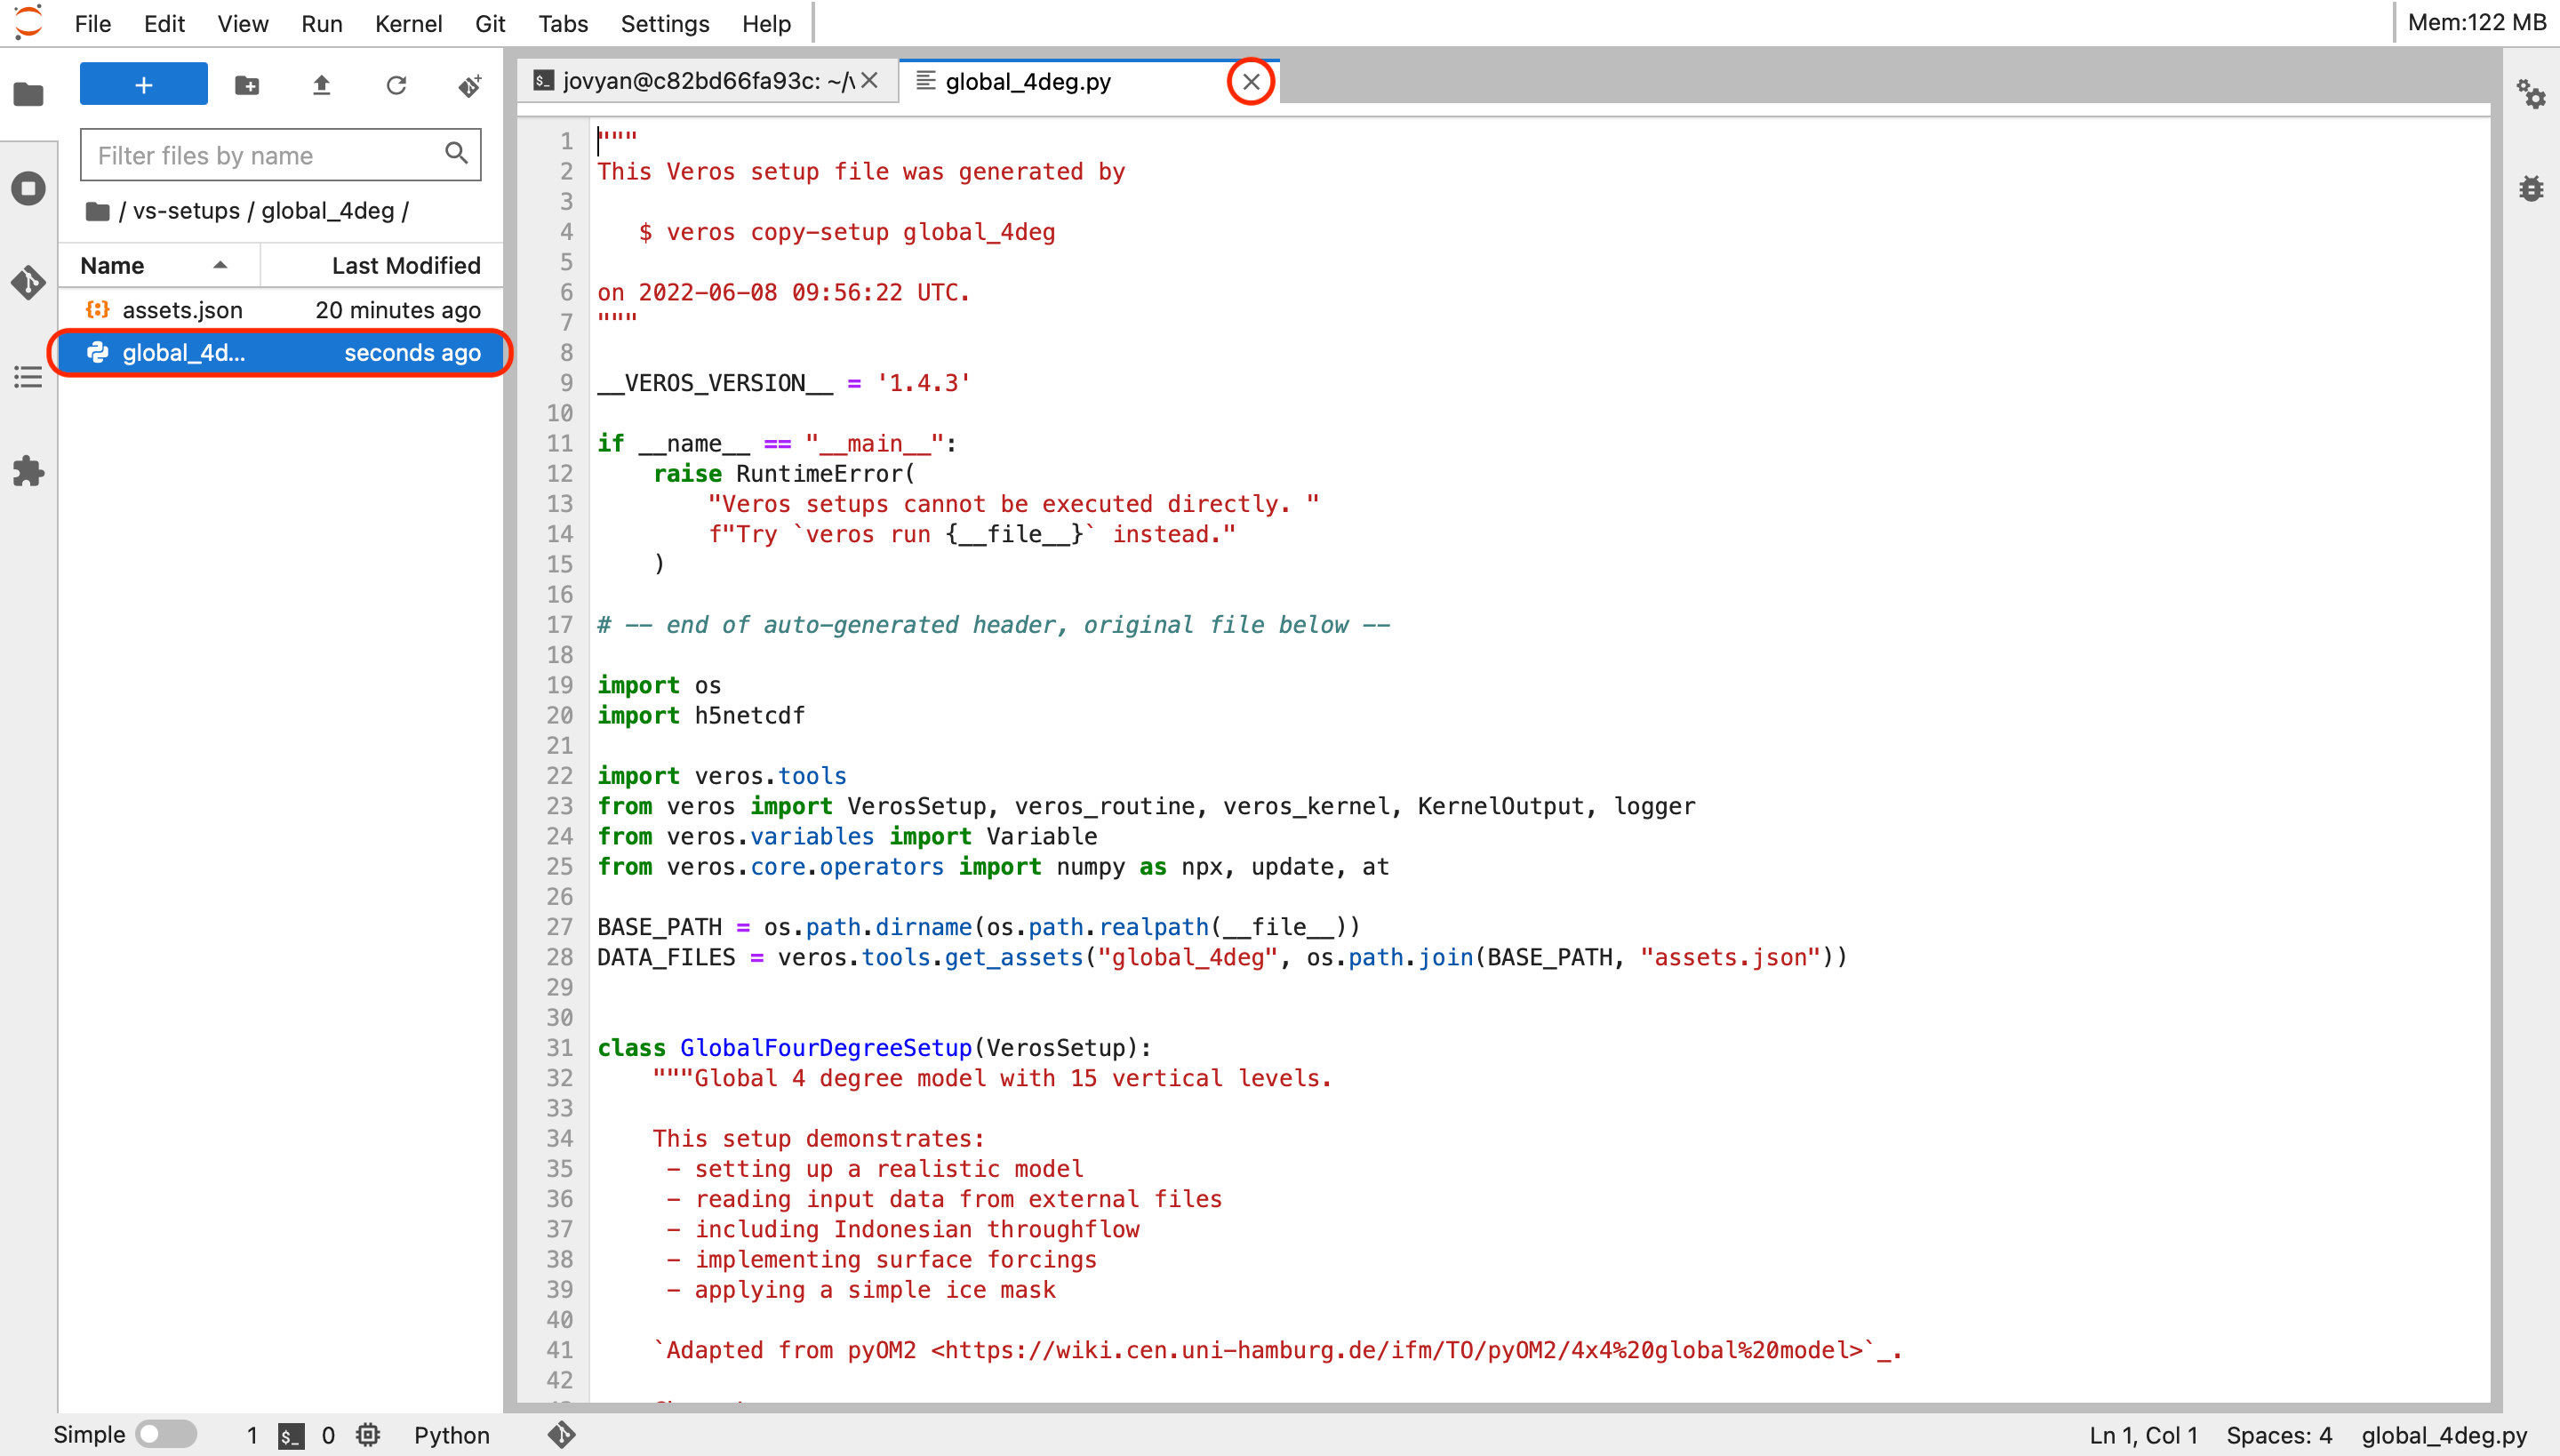 File Edit View Run Kernel Git Tabs Settings Help
Mem:122 MB
+
Filter files by name
/ vs-setups / global_4deg /
Name Last Modified
assets.json 20 minutes ago
global_4d... seconds ago
jovyan@c82bd66fa93c: ~/
global_4deg.py
1 """
2 This Veros setup file was generated by
3
4 $ veros copy-setup global_4deg
5
6 on 2022-06-08 09:56:22 UTC.
7 """
8
9 __VEROS_VERSION__ = '1.4.3'
10
11 if __name__ == "__main__":
12 raise RuntimeError(
13 "Veros setups cannot be executed directly. "
14 f"Try `veros run {__file__}` instead."
15 )
16
17 # -- end of auto-generated header, original file below --
18
19 import os
20 import h5netcdf
21
22 import veros.tools
23 from veros import VerosSetup, veros_routine, veros_kernel, KernelOutput, logger
24 from veros.variables import Variable
25 from veros.core.operators import numpy as npx, update, at
26
27 BASE_PATH = os.path.dirname(os.path.realpath(__file__))
28 DATA_FILES = veros.tools.get_assets("global_4deg", os.path.join(BASE_PATH, "assets.json"))
29
30
31 class GlobalFourDegreeSetup(VerosSetup):
32 """Global 4 degree model with 15 vertical levels.
33
34 This setup demonstrates:
35 - setting up a realistic model
36 - reading input data from external files
37 - including Indonesian throughflow
38 - implementing surface forcings
39 - applying a simple ice mask
40
41 `Adapted from pyOM2 <https://wiki.cen.uni-hamburg.de/ifm/TO/pyOM2/4x4%20global%20model>`_.
42
Simple 1 $_ 0 Python
Ln 1, Col 1 Spaces: 4 global_4deg.py